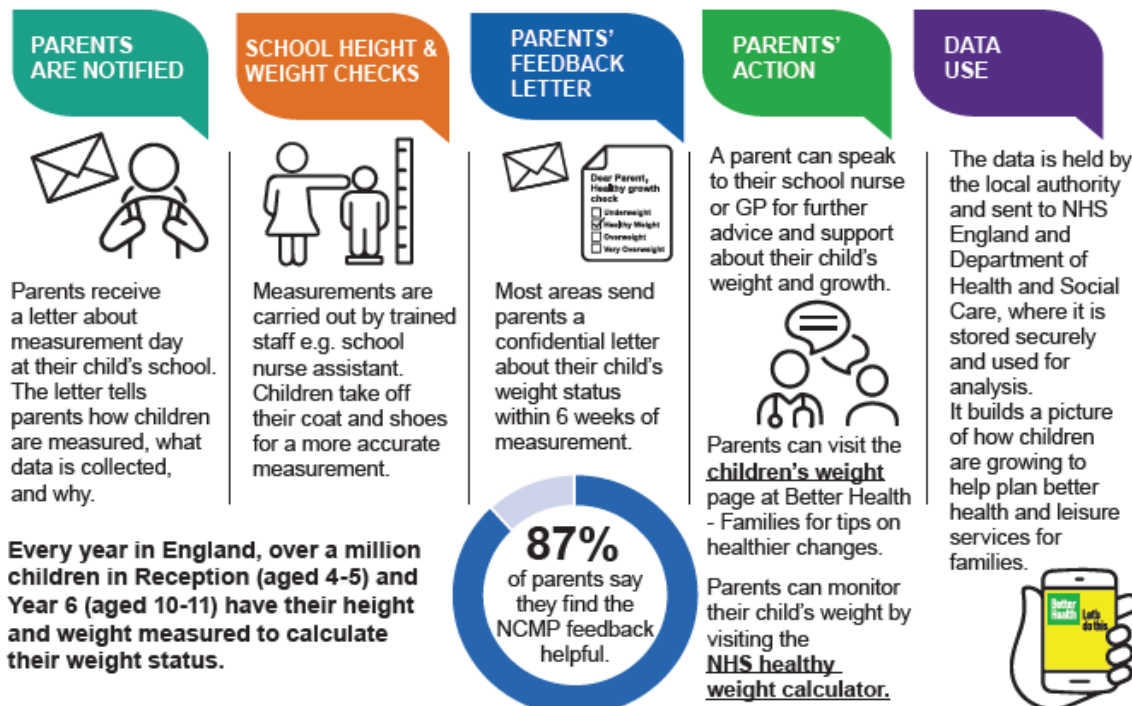 PARENTS
ARE NOTIFIED
Parents receive
a letter about
measurement day
at their child's school.
The letter tells
parents how children
are measured, what
data is collected,
and why.
SCHOOL HEIGHT &
WEIGHT CHECKS
Measurements are
carried out by trained
staff e.g. school
nurse assistant.
Children take off
their coat and shoes
for a more accurate
measurement.
PARENTS'
FEEDBACK
LETTER
Dear Parent,
Healthy growth
check
Underweight
Healthy Weight
Overweight
Very Overweight
Most areas send
parents a
confidential letter
about their child's
weight status
within 6 weeks of
measurement.
PARENTS'
ACTION
A parent can speak
to their school nurse
or GP for further
advice and support
about their child's
weight and growth.
Parents can visit the
children's weight
page at Better Health
- Families for tips on
healthier changes.
Parents can monitor
their child's weight by
visiting the
NHS healthy
weight calculator.
DATA
USE
The data is held by
the local authority
and sent to NHS
England and
Department of
Health and Social
Care, where it is
stored securely
and used for
analysis.
It builds a picture
of how children
are growing to
help plan better
health and leisure
services for
families.
Better
Health
Let's
do this
Every year in England, over a million
children in Reception (aged 4-5) and
Year 6 (aged 10-11) have their height
and weight measured to calculate
their weight status.
87%
of parents say
they find the
NCMP feedback
helpful.